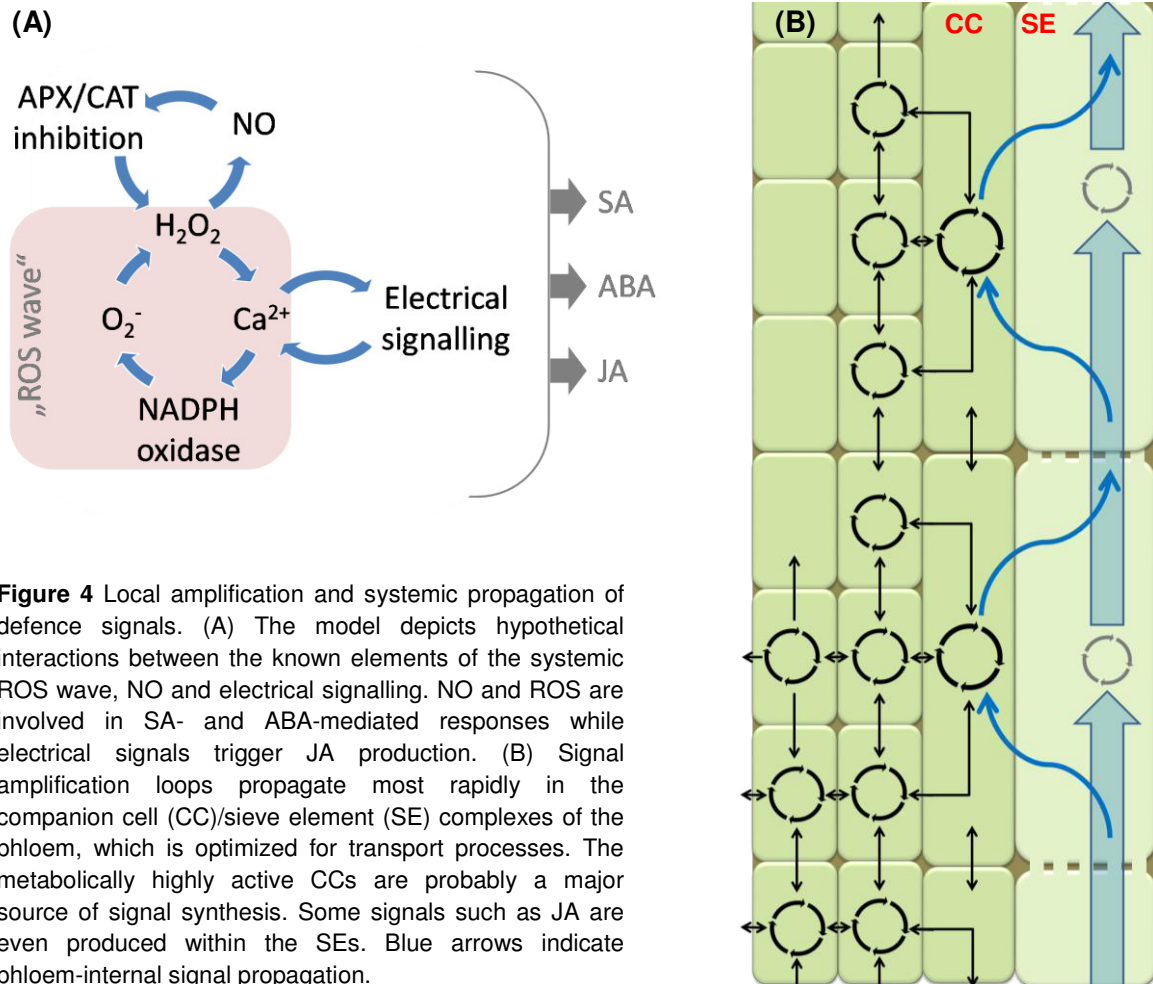 (A)
APX/CAT
inhibition
NO
H₂O₂
O₂⁻
Ca²⁺
NADPH
oxidase
„ROS wave“
Electrical
signalling
SA
ABA
JA
(B)
CC
SE
Figure 4 Local amplification and systemic propagation of
defence signals. (A) The model depicts hypothetical
interactions between the known elements of the systemic
ROS wave, NO and electrical signalling. NO and ROS are
involved in SA- and ABA-mediated responses while
electrical signals trigger JA production. (B) Signal
amplification loops propagate most rapidly in the
companion cell (CC)/sieve element (SE) complexes of the
phloem, which is optimized for transport processes. The
metabolically highly active CCs are probably a major
source of signal synthesis. Some signals such as JA are
even produced within the SEs. Blue arrows indicate
phloem-internal signal propagation.